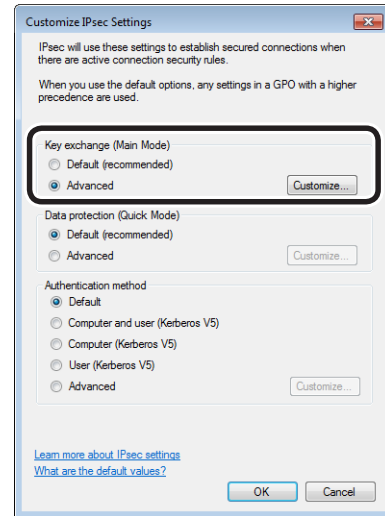 Customize IPsec Settings
IPsec will use these settings to establish secured connections when
there are active connection security rules.
When you use the default options, any settings in a GPO with a higher
precedence are used.
Key exchange (Main Mode)
Default (recommended)
Advanced
Customize...
Data protection (Quick Mode)
Default (recommended)
Advanced
Customize...
Authentication method
Default
Computer and user (Kerberos V5)
Computer (Kerberos V5)
User (Kerberos V5)
Advanced
Customize...
Learn more about IPsec settings
What are the default values?
OK
Cancel